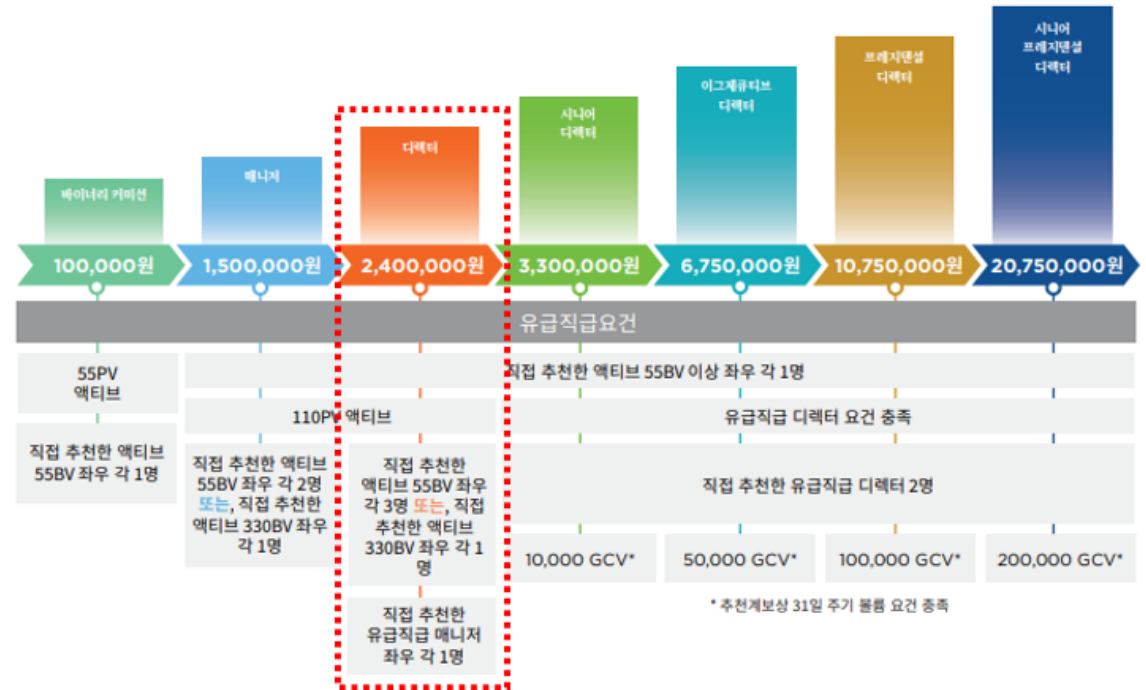 바이너리 커미션
매니저
디렉터
시니어
디렉터
이그제큐티브
디렉터
프레지덴셜
디렉터
시니어
프레지덴셜
디렉터
100,000원
1,500,000원
2,400,000원
3,300,000원
6,750,000원
10,750,000원
20,750,000원
유급직급요건
55PV
액티브
직접 추천한 액티브 55BV 이상 좌우 각 1명
110PV 액티브
유급직급 디렉터 요건 충족
직접 추천한 액티브
55BV 좌우 각 1명
직접 추천한 액티브
55BV 좌우 각 2명
또는, 직접 추천한
액티브 330BV 좌우
각 1명
직접 추천한
액티브 55BV 좌우
각 3명 또는, 직접
추천한 액티브
330BV 좌우 각 1
명
직접 추천한 유급직급 디렉터 2명
10,000 GCV*
50,000 GCV*
100,000 GCV*
200,000 GCV*
직접 추천한
유급직급 매니저
좌우 각 1명
* 추천계보상 31일 주기 볼륨 요건 충족